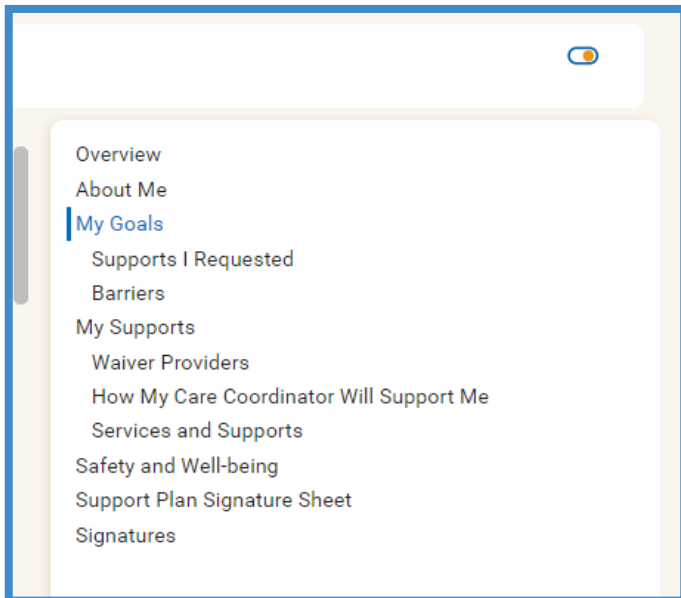 Overview
About Me
My Goals
Supports I Requested
Barriers
My Supports
Waiver Providers
How My Care Coordinator Will Support Me
Services and Supports
Safety and Well-being
Support Plan Signature Sheet
Signatures